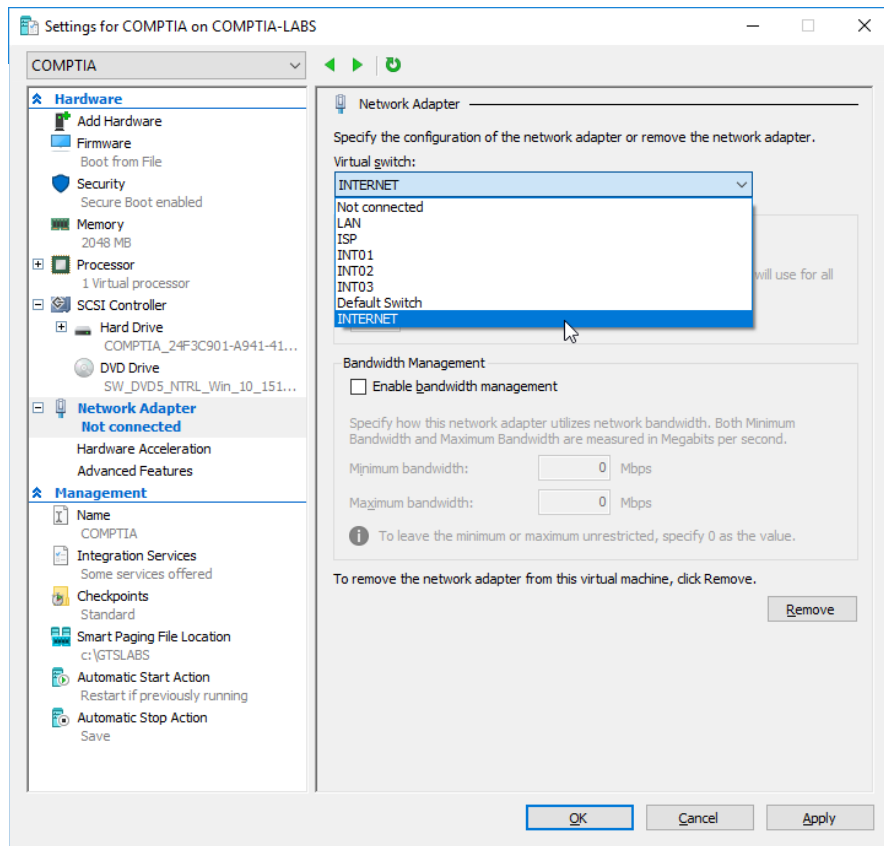 Settings for COMPTIA on COMPTIA-LABS
COMPTIA
Hardware
Add Hardware
Firmware
Boot from File
Security
Secure Boot enabled
Memory
2048 MB
Processor
1 Virtual processor
SCSI Controller
Hard Drive
COMPTIA_24F3C901-A941-41...
DVD Drive
SW_DVD5_NTRL_Win_10_151...
Network Adapter
Not connected
Hardware Acceleration
Advanced Features
Management
Name
COMPTIA
Integration Services
Some services offered
Checkpoints
Standard
Smart Paging File Location
c:\GTSLABS
Automatic Start Action
Restart if previously running
Automatic Stop Action
Save
Network Adapter
Specify the configuration of the network adapter or remove the network adapter.
Virtual switch:
INTERNET
Not connected
LAN
ISP
INT01
INT02
INT03
will use for all
Default Switch
INTERNET
Bandwidth Management
Enable bandwidth management
Specify how this network adapter utilizes network bandwidth. Both Minimum
Bandwidth and Maximum Bandwidth are measured in Megabits per second.
Minimum bandwidth: 0 Mbps
Maximum bandwidth: 0 Mbps
To leave the minimum or maximum unrestricted, specify 0 as the value.
To remove the network adapter from this virtual machine, click Remove.
Remove
OK Cancel Apply